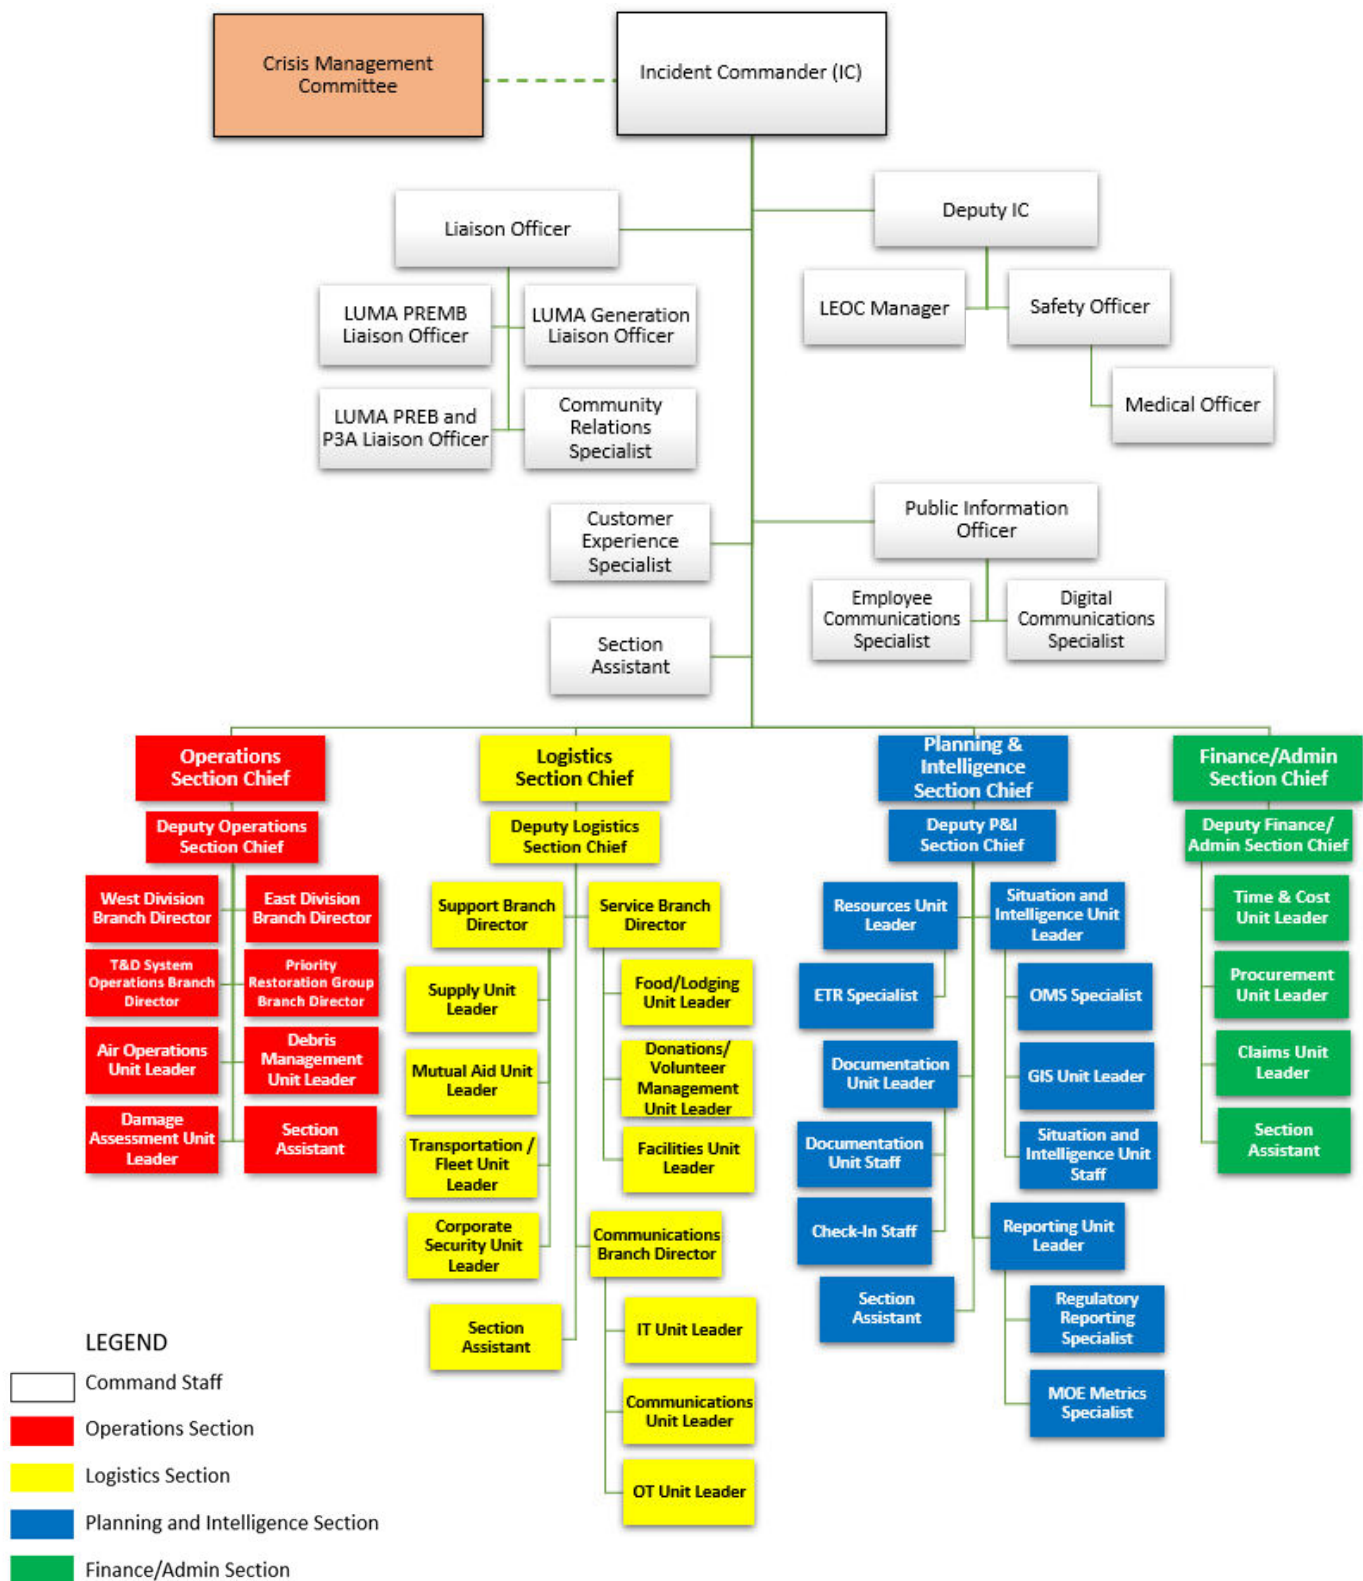 Crisis Management
Committee
Incident Commander (IC)
Liaison Officer
Deputy IC
LUMA PREMB
Liaison Officer
LUMA Generation
Liaison Officer
LEOC Manager
Safety Officer
LUMA PREB and
P3A Liaison Officer
Community
Relations
Specialist
Medical Officer
Customer
Experience
Specialist
Public Information
Officer
Employee
Communications
Specialist
Digital
Communications
Specialist
Section
Assistant
Operations
Section Chief
Logistics
Section Chief
Planning &
Intelligence
Section Chief
Finance/Admin
Section Chief
Deputy Operations
Section Chief
Deputy Logistics
Section Chief
Deputy P&I
Section Chief
Deputy Finance/
Admin Section Chief
West Division
Branch Director
East Division
Branch Director
T&D System
Operations Branch
Director
Priority
Restoration Group
Branch Director
Air Operations
Unit Leader
Debris
Management
Unit Leader
Damage
Assessment Unit
Leader
Section
Assistant
Support Branch
Director
Service Branch
Director
Supply Unit
Leader
Food/Lodging
Unit Leader
Mutual Aid Unit
Leader
Donations/
Volunteer
Management
Unit Leader
Transportation /
Fleet Unit
Leader
Facilities Unit
Leader
Corporate
Security Unit
Leader
Communications
Branch Director
Section
Assistant
IT Unit Leader
Communications
Unit Leader
OT Unit Leader
Resources Unit
Leader
Situation and
Intelligence Unit
Leader
ETR Specialist
OMS Specialist
Documentation
Unit Leader
GIS Unit Leader
Documentation
Unit Staff
Situation and
Intelligence Unit
Staff
Check-In Staff
Reporting Unit
Leader
Section
Assistant
Regulatory
Reporting
Specialist
MOE Metrics
Specialist
Time & Cost
Unit Leader
Procurement
Unit Leader
Claims Unit
Leader
Section
Assistant
LEGEND
Command Staff
Operations Section
Logistics Section
Planning and Intelligence Section
Finance/Admin Section